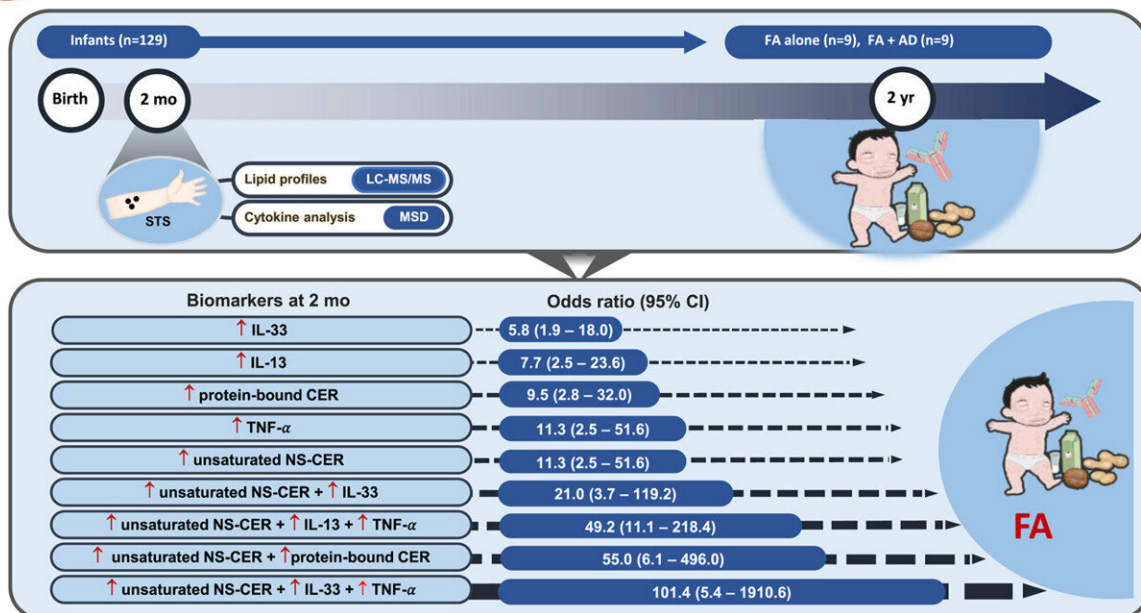 Infants (n=129)
FA alone (n=9), FA + AD (n=9)
Birth
2 mo
2 yr
Lipid profiles LC-MS/MS
Cytokine analysis MSD
STS
Biomarkers at 2 mo Odds ratio (95% CI)
↑ IL-33 5.8 (1.9 – 18.0)
↑ IL-13 7.7 (2.5 – 23.6)
↑ protein-bound CER 9.5 (2.8 – 32.0)
↑ TNF-α 11.3 (2.5 – 51.6)
↑ unsaturated NS-CER 11.3 (2.5 – 51.6)
↑ unsaturated NS-CER + ↑ IL-33 21.0 (3.7 – 119.2)
↑ unsaturated NS-CER + ↑ IL-13 + ↑ TNF-α 49.2 (11.1 – 218.4)
↑ unsaturated NS-CER + ↑protein-bound CER 55.0 (6.1 – 496.0)
↑ unsaturated NS-CER + ↑ IL-33 + ↑ TNF-α 101.4 (5.4 – 1910.6)
FA